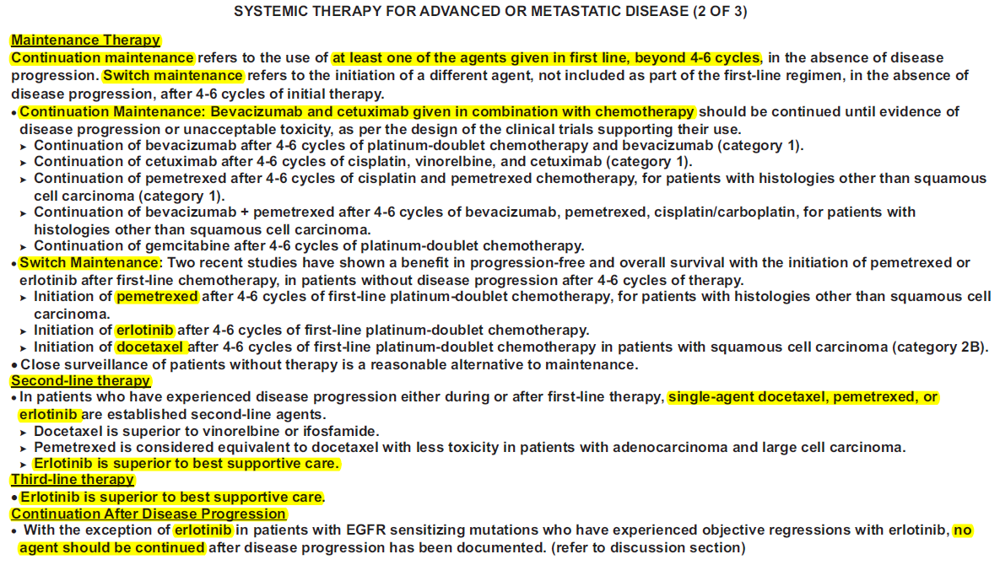 SYSTEMIC THERAPY FOR ADVANCED OR METASTATIC DISEASE (2 OF 3)
Maintenance Therapy
Continuation maintenance refers to the use of at least one of the agents given in first line, beyond 4-6 cycles, in the absence of disease
progression. Switch maintenance refers to the initiation of a different agent, not included as part of the first-line regimen, in the absence of
disease progression, after 4-6 cycles of initial therapy.
• Continuation Maintenance: Bevacizumab and cetuximab given in combination with chemotherapy should be continued until evidence of
disease progression or unacceptable toxicity, as per the design of the clinical trials supporting their use.
➤ Continuation of bevacizumab after 4-6 cycles of platinum-doublet chemotherapy and bevacizumab (category 1).
➤ Continuation of cetuximab after 4-6 cycles of cisplatin, vinorelbine, and cetuximab (category 1).
➤ Continuation of pemetrexed after 4-6 cycles of cisplatin and pemetrexed chemotherapy, for patients with histologies other than squamous
cell carcinoma (category 1).
➤ Continuation of bevacizumab + pemetrexed after 4-6 cycles of bevacizumab, pemetrexed, cisplatin/carboplatin, for patients with
histologies other than squamous cell carcinoma.
➤ Continuation of gemcitabine after 4-6 cycles of platinum-doublet chemotherapy.
• Switch Maintenance: Two recent studies have shown a benefit in progression-free and overall survival with the initiation of pemetrexed or
erlotinib after first-line chemotherapy, in patients without disease progression after 4-6 cycles of therapy.
➤ Initiation of pemetrexed after 4-6 cycles of first-line platinum-doublet chemotherapy, for patients with histologies other than squamous cell
carcinoma.
➤ Initiation of erlotinib after 4-6 cycles of first-line platinum-doublet chemotherapy.
➤ Initiation of docetaxel after 4-6 cycles of first-line platinum-doublet chemotherapy in patients with squamous cell carcinoma (category 2B).
• Close surveillance of patients without therapy is a reasonable alternative to maintenance.
Second-line therapy
• In patients who have experienced disease progression either during or after first-line therapy, single-agent docetaxel, pemetrexed, or
erlotinib are established second-line agents.
➤ Docetaxel is superior to vinorelbine or ifosfamide.
➤ Pemetrexed is considered equivalent to docetaxel with less toxicity in patients with adenocarcinoma and large cell carcinoma.
➤ Erlotinib is superior to best supportive care.
Third-line therapy
• Erlotinib is superior to best supportive care.
Continuation After Disease Progression
• With the exception of erlotinib in patients with EGFR sensitizing mutations who have experienced objective regressions with erlotinib, no
agent should be continued after disease progression has been documented. (refer to discussion section)